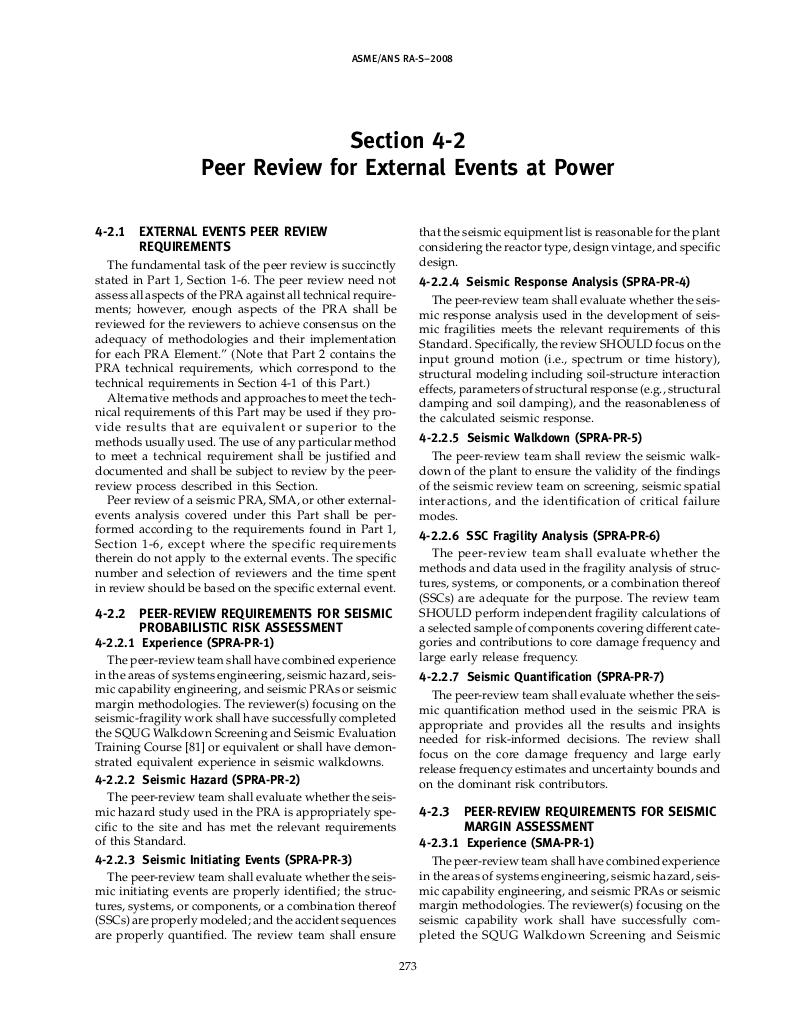 ASME/ANS RA-S–2008
Section 4-2
Peer Review for External Events at Power
4-2.1 EXTERNAL EVENTS PEER REVIEW
REQUIREMENTS
The fundamental task of the peer review is succinctly
stated in Part 1, Section 1-6. The peer review need not
assess all aspects of the PRA against all technical require-
ments; however, enough aspects of the PRA shall be
reviewed for the reviewers to achieve consensus on the
adequacy of methodologies and their implementation
for each PRA Element.” (Note that Part 2 contains the
PRA technical requirements, which correspond to the
technical requirements in Section 4-1 of this Part.)
Alternative methods and approaches to meet the tech-
nical requirements of this Part may be used if they pro-
vide results that are equivalent or superior to the
methods usually used. The use of any particular method
to meet a technical requirement shall be justified and
documented and shall be subject to review by the peer-
review process described in this Section.
Peer review of a seismic PRA, SMA, or other external-
events analysis covered under this Part shall be per-
formed according to the requirements found in Part 1,
Section 1-6, except where the specific requirements
therein do not apply to the external events. The specific
number and selection of reviewers and the time spent
in review should be based on the specific external event.
4-2.2 PEER-REVIEW REQUIREMENTS FOR SEISMIC
PROBABILISTIC RISK ASSESSMENT
4-2.2.1 Experience (SPRA-PR-1)
The peer-review team shall have combined experience
in the areas of systems engineering, seismic hazard, seis-
mic capability engineering, and seismic PRAs or seismic
margin methodologies. The reviewer(s) focusing on the
seismic-fragility work shall have successfully completed
the SQUG Walkdown Screening and Seismic Evaluation
Training Course [81] or equivalent or shall have demon-
strated equivalent experience in seismic walkdowns.
4-2.2.2 Seismic Hazard (SPRA-PR-2)
The peer-review team shall evaluate whether the seis-
mic hazard study used in the PRA is appropriately spe-
cific to the site and has met the relevant requirements
of this Standard.
4-2.2.3 Seismic Initiating Events (SPRA-PR-3)
The peer-review team shall evaluate whether the seis-
mic initiating events are properly identified; the struc-
tures, systems, or components, or a combination thereof
(SSCs) are properly modeled; and the accident sequences
are properly quantified. The review team shall ensure
that the seismic equipment list is reasonable for the plant
considering the reactor type, design vintage, and specific
design.
4-2.2.4 Seismic Response Analysis (SPRA-PR-4)
The peer-review team shall evaluate whether the seis-
mic response analysis used in the development of seis-
mic fragilities meets the relevant requirements of this
Standard. Specifically, the review SHOULD focus on the
input ground motion (i.e., spectrum or time history),
structural modeling including soil-structure interaction
effects, parameters of structural response (e.g., structural
damping and soil damping), and the reasonableness of
the calculated seismic response.
4-2.2.5 Seismic Walkdown (SPRA-PR-5)
The peer-review team shall review the seismic walk-
down of the plant to ensure the validity of the findings
of the seismic review team on screening, seismic spatial
interactions, and the identification of critical failure
modes.
4-2.2.6 SSC Fragility Analysis (SPRA-PR-6)
The peer-review team shall evaluate whether the
methods and data used in the fragility analysis of struc-
tures, systems, or components, or a combination thereof
(SSCs) are adequate for the purpose. The review team
SHOULD perform independent fragility calculations of
a selected sample of components covering different cate-
gories and contributions to core damage frequency and
large early release frequency.
4-2.2.7 Seismic Quantification (SPRA-PR-7)
The peer-review team shall evaluate whether the seis-
mic quantification method used in the seismic PRA is
appropriate and provides all the results and insights
needed for risk-informed decisions. The review shall
focus on the core damage frequency and large early
release frequency estimates and uncertainty bounds and
on the dominant risk contributors.
4-2.3 PEER-REVIEW REQUIREMENTS FOR SEISMIC
MARGIN ASSESSMENT
4-2.3.1 Experience (SMA-PR-1)
The peer-review team shall have combined experience
in the areas of systems engineering, seismic hazard, seis-
mic capability engineering, and seismic PRAs or seismic
margin methodologies. The reviewer(s) focusing on the
seismic capability work shall have successfully com-
pleted the SQUG Walkdown Screening and Seismic
273